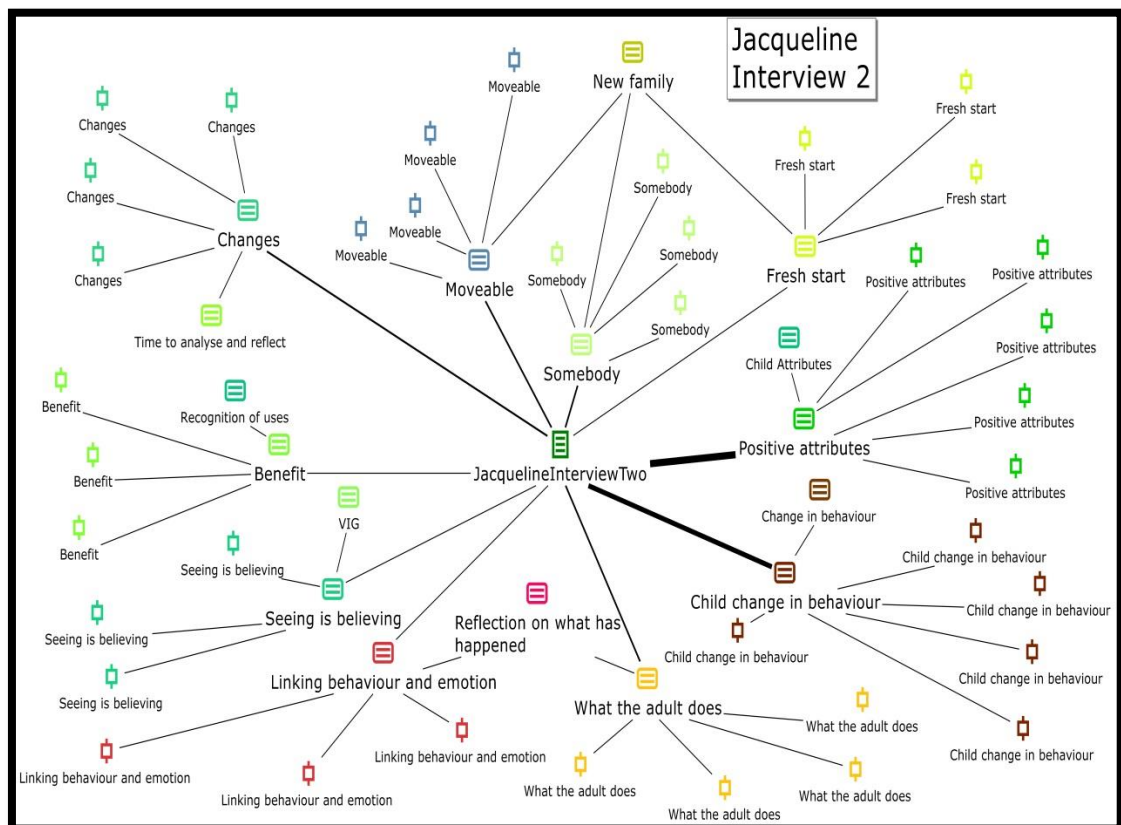 Jacqueline
Interview 2
New family
Moveable
Fresh start
Changes
Changes
Moveable
Fresh start
Somebody
Changes
Fresh start
Moveable
Changes
Moveable
Somebody
Changes
Moveable
Somebody
Fresh start
Positive attributes
Positive attributes
Somebody
Time to analyse and reflect
Somebody
Child Attributes
Positive attributes
Benefit
Recognition of uses
Positive attributes
Positive attributes
Benefit
JacquelineInterviewTwo
Benefit
Positive attributes
VIG
Change in behaviour
Benefit
Seeing is believing
Child change in behaviour
Seeing is believing
Reflection on what has
happened
Child change in behaviour
Child change in behaviour
Seeing is believing
Child change in behaviour
Linking behaviour and emotion
Child change in behaviour
Seeing is believing
What the adult does
What the adult does
Linking behaviour and emotion
Child change in behaviour
Linking behaviour and emotion
Linking behaviour and emotion
What the adult does
What the adult does
What the adult does